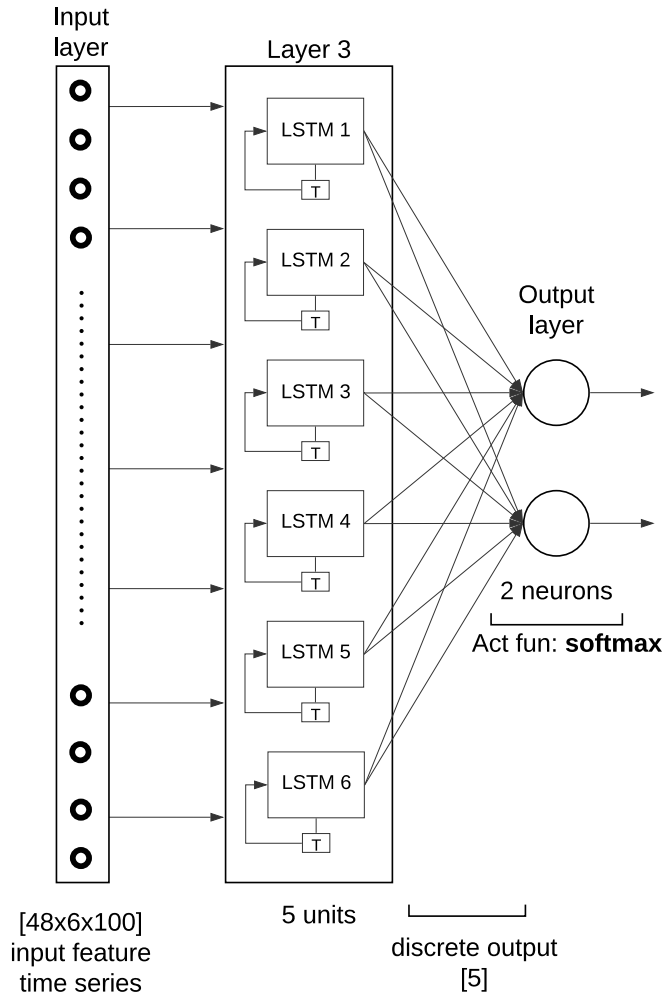 Input
layer
Layer 3
LSTM 1
T
LSTM 2
T
LSTM 3
T
LSTM 4
T
LSTM 5
T
LSTM 6
T
Output
layer
2 neurons
Act fun: softmax
[48x6x100]
input feature
time series
5 units
discrete output
[5]